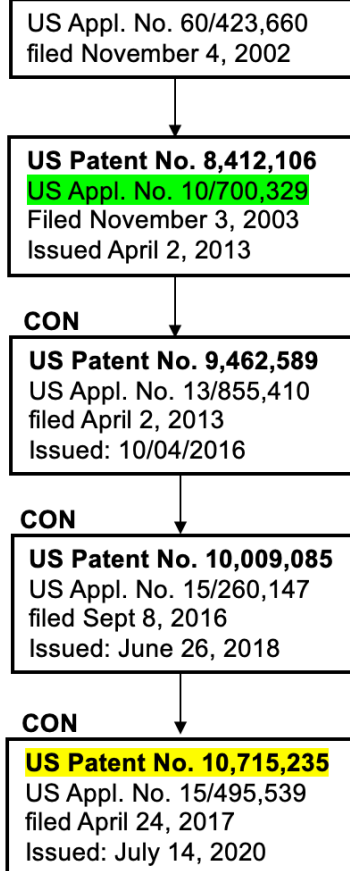 US Appl. No. 60/423,660
filed November 4, 2002
US Patent No. 8,412,106
US Appl. No. 10/700,329
Filed November 3, 2003
Issued April 2, 2013
CON
US Patent No. 9,462,589
US Appl. No. 13/855,410
filed April 2, 2013
Issued: 10/04/2016
CON
US Patent No. 10,009,085
US Appl. No. 15/260,147
filed Sept 8, 2016
Issued: June 26, 2018
CON
US Patent No. 10,715,235
US Appl. No. 15/495,539
filed April 24, 2017
Issued: July 14, 2020